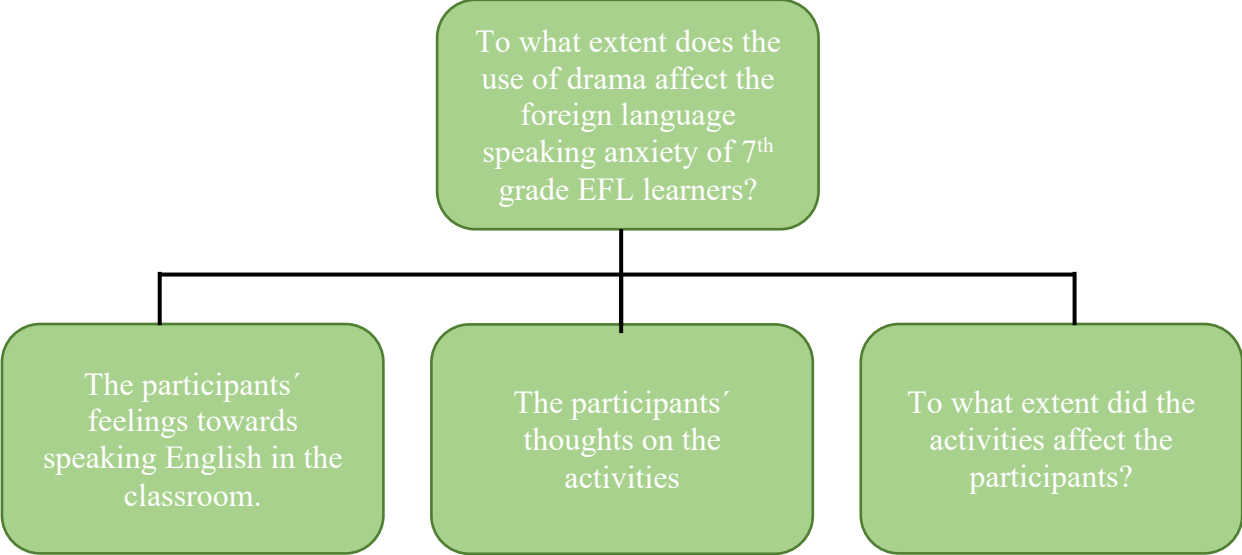 To what extent does the
use of drama affect the
foreign language
speaking anxiety of 7th
grade EFL learners?
The participants´
feelings towards
speaking English in the
classroom.
The participants´
thoughts on the
activities
To what extent did the
activities affect the
participants?